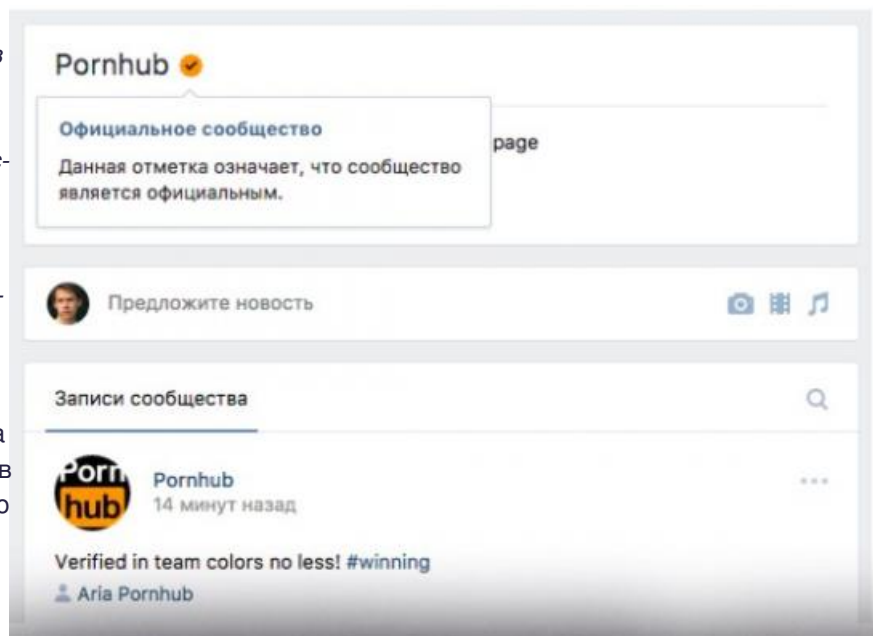 в
Pornhub
Официальное сообщество
page
е-
Данная отметка означает, что сообщество
является официальным.
Предложите новость
Записи сообщества
а
в
Porn
hub
Pornhub
14 минут назад
о
Verified in team colors no less! #winning
Aria Pornhub